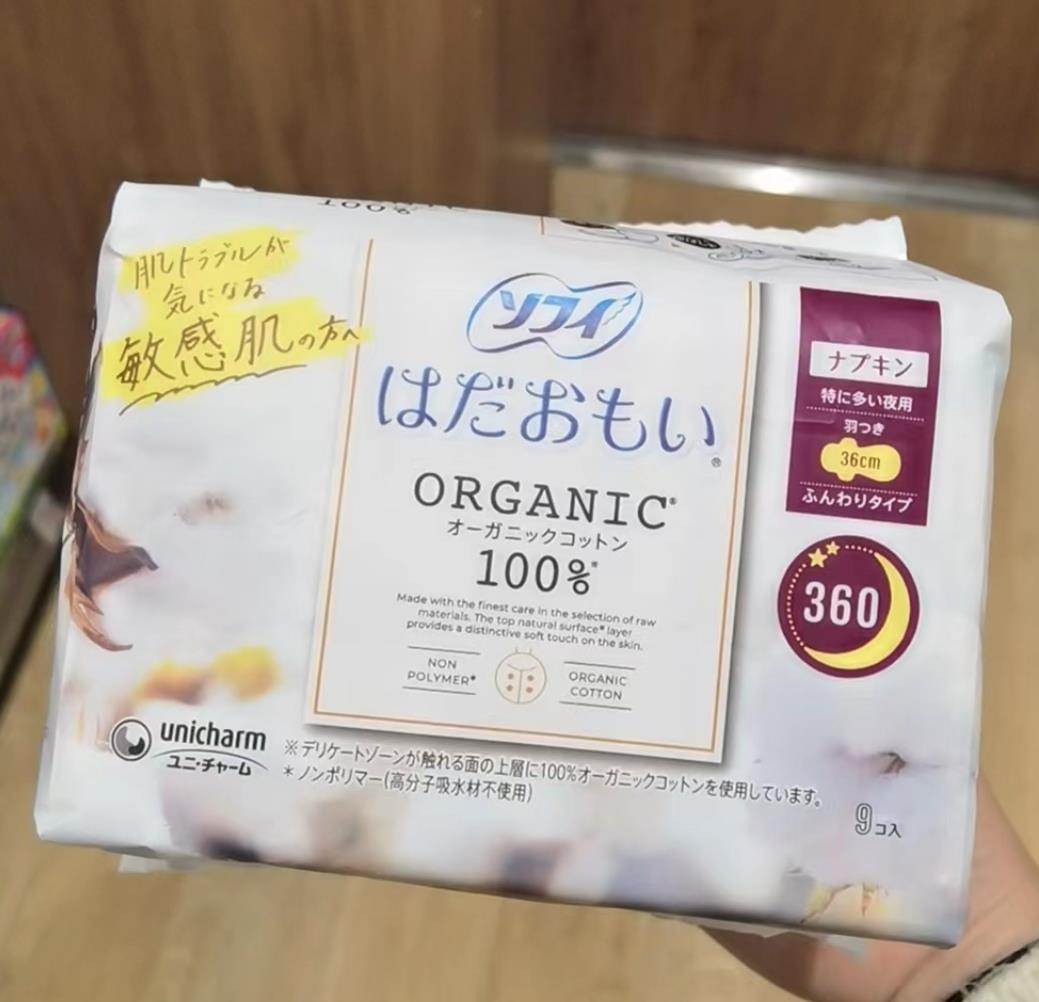 100%
肌トラブルが
気になる
敏感肌の方へ
ソフィ
はだおもい®
ORGANIC※
オーガニックコットン
100%※
Made with the finest care in the selection of raw
materials. The top natural surface※ layer
provides a distinctive soft touch on the skin.
NON
POLYMER*
ORGANIC
COTTON
ナプキン
特に多い夜用
羽つき
36cm
ふんわりタイプ
360
unicharm
ユニ・チャーム
※デリケートゾーンが触れる面の上層に100%オーガニックコットンを使用しています。
*ノンポリマー(高分子吸水材不使用)
9コ入